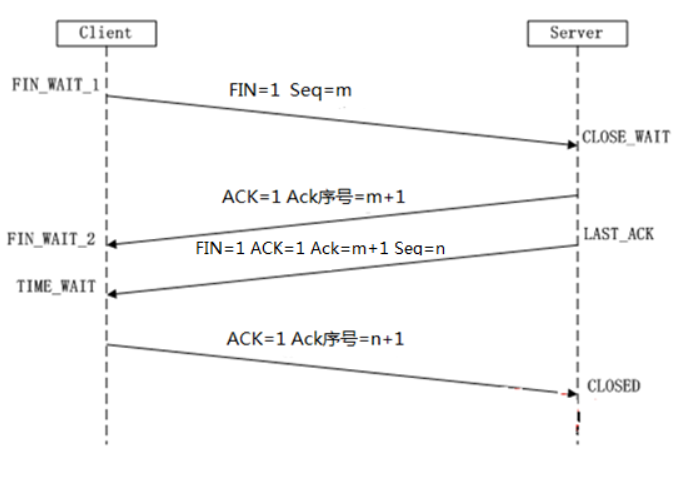 Client
Server
FIN_WAIT_1
FIN=1 Seq=m
CLOSE_WAIT
ACK=1 Ack序号=m+1
FIN_WAIT_2
FIN=1 ACK=1 Ack=m+1 Seq=n
LAST_ACK
TIME_WAIT
ACK=1 Ack序号=n+1
CLOSED